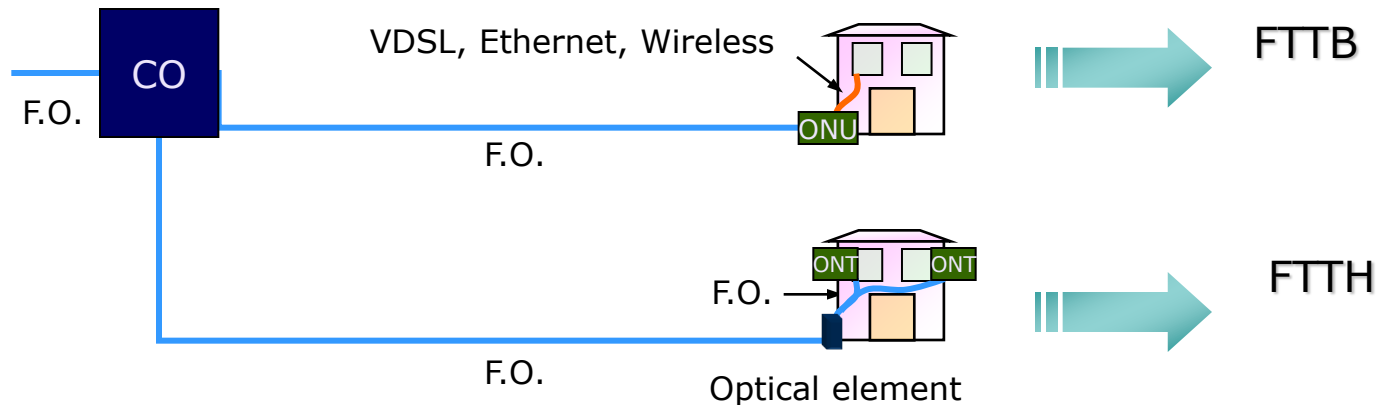 VDSL, Ethernet, Wireless
FTTB
CO
F.O.
ONU
F.O.
ONT
ONT
FTTH
F.O.
F.O.
Optical element